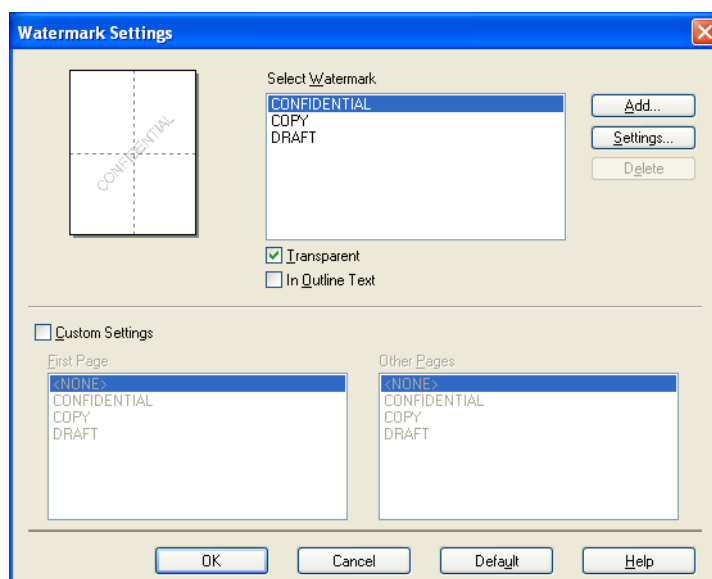 Watermark Settings
CONFIDENTIAL
Select Watermark
CONFIDENTIAL
COPY
DRAFT
Add...
Settings...
Delete
Transparent
In Outline Text
Custom Settings
First Page
<NONE>
CONFIDENTIAL
COPY
DRAFT
Other Pages
<NONE>
CONFIDENTIAL
COPY
DRAFT
OK
Cancel
Default
Help